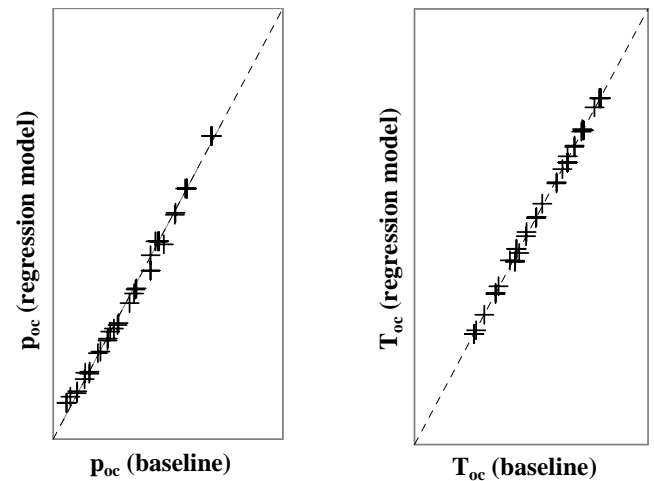 p_oc (regression model)
p_oc (baseline)
T_oc (regression model)
T_oc (baseline)